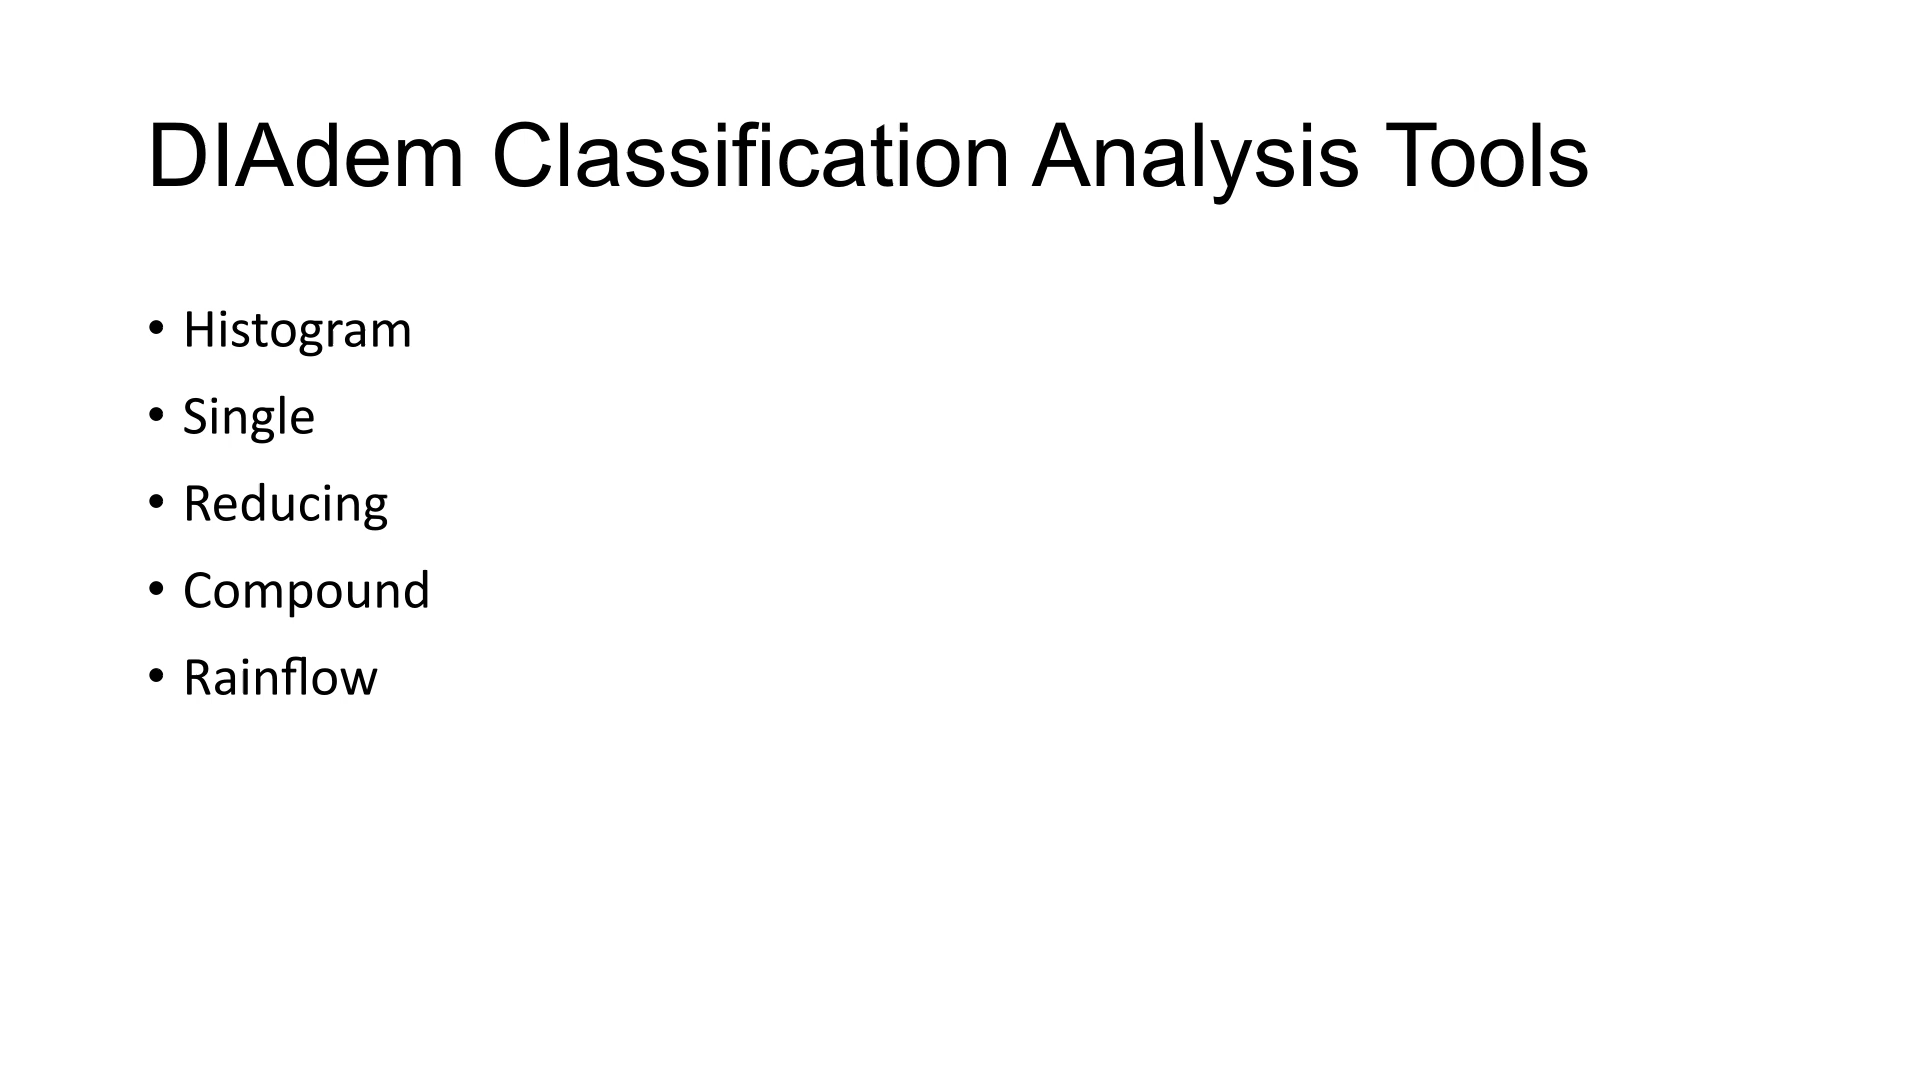 DIAdem Classification Analysis Tools
• Histogram
• Single
• Reducing
• Compound
• Rainflow